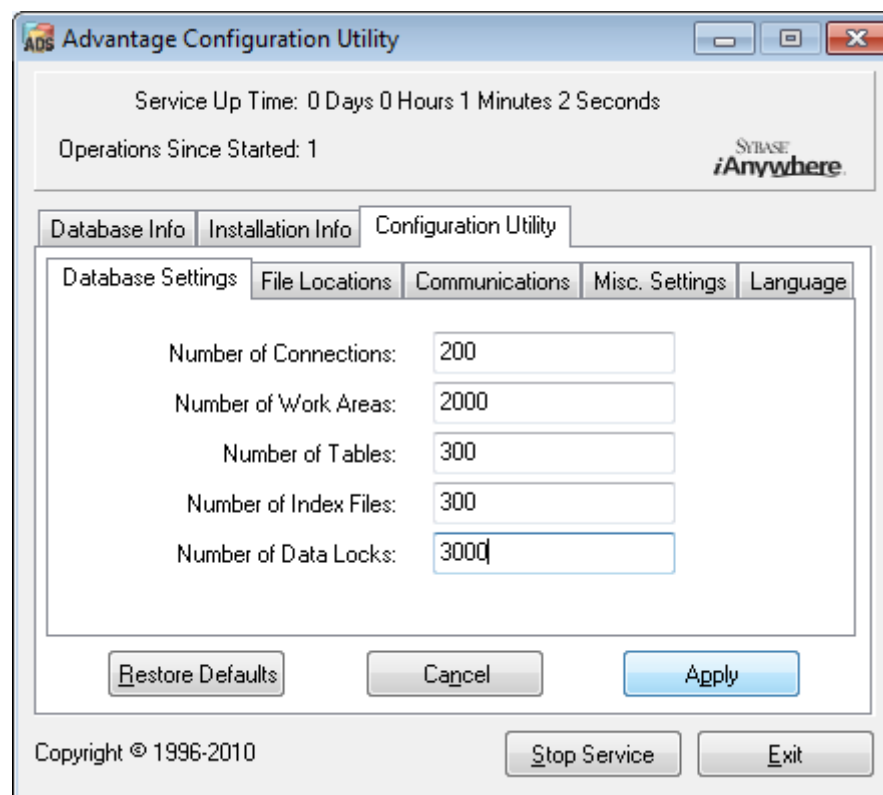 ADS Advantage Configuration Utility
Service Up Time: 0 Days 0 Hours 1 Minutes 2 Seconds
Operations Since Started: 1
SYBASE
iAnywhere.
Database Info Installation Info Configuration Utility
Database Settings File Locations Communications Misc. Settings Language
Number of Connections: 200
Number of Work Areas: 2000
Number of Tables: 300
Number of Index Files: 300
Number of Data Locks: 3000
Restore Defaults Cancel Apply
Copyright © 1996-2010 Stop Service Exit